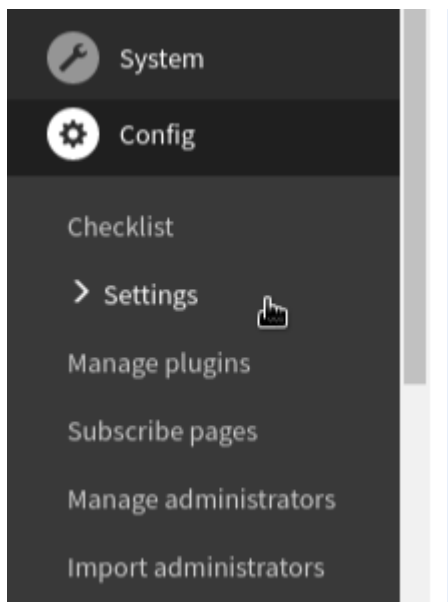 System
Config
Checklist
Settings
Manage plugins
Subscribe pages
Manage administrators
Import administrators